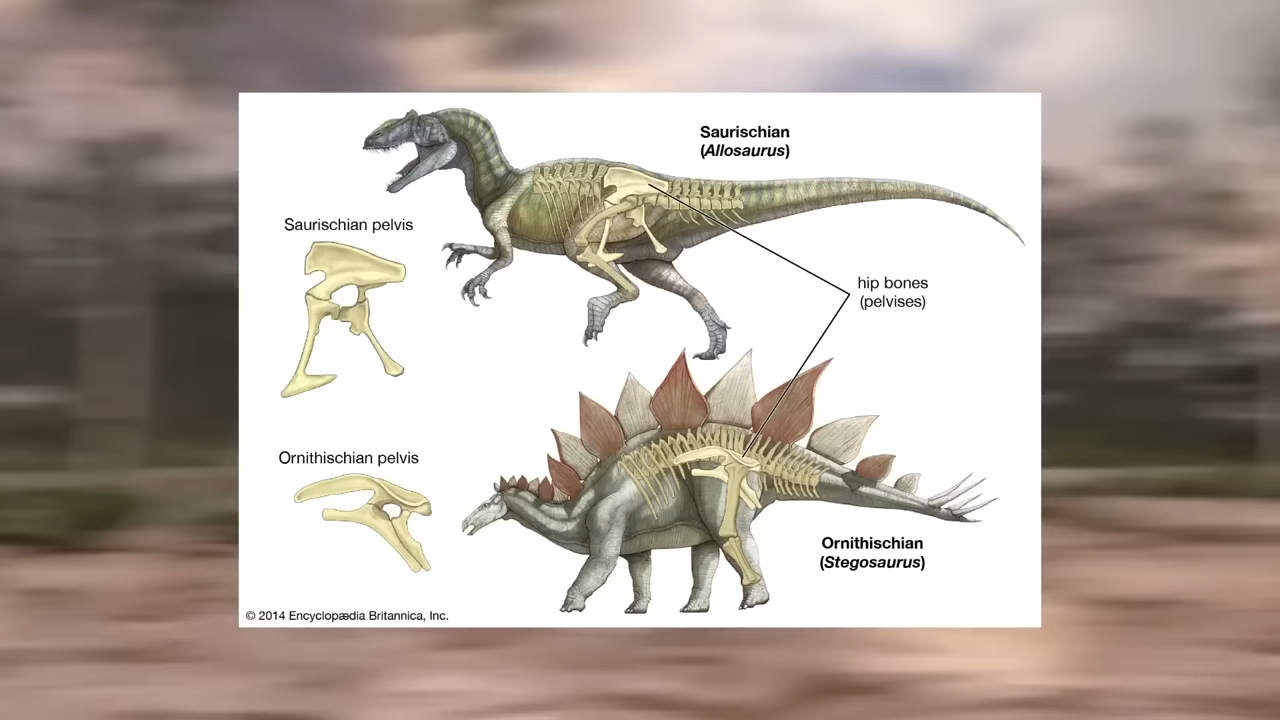 Saurischian
(Allosaurus)
Saurischian pelvis
hip bones
(pelvises)
Ornithischian pelvis
Ornithischian
(Stegosaurus)
© 2014 Encyclopædia Britannica, Inc.